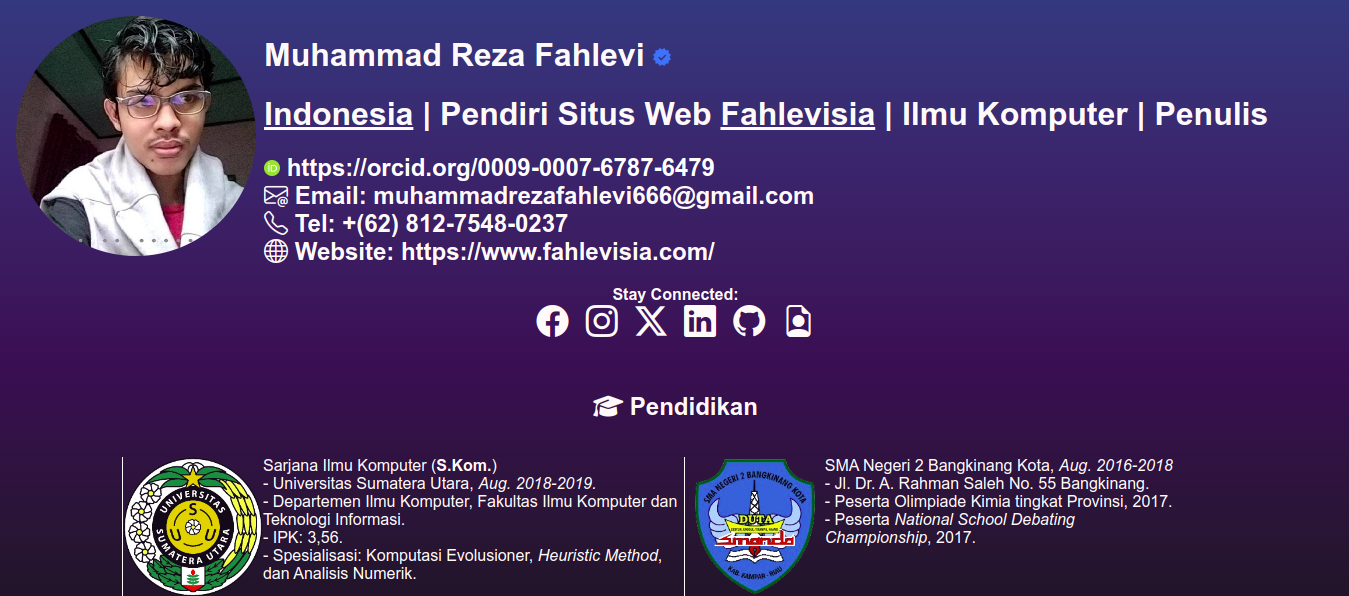 Muhammad Reza Fahlevi
Indonesia | Pendiri Situs Web Fahlevisia | Ilmu Komputer | Penulis
iD https://orcid.org/0009-0007-6787-6479
Email: muhammadrezafahlevi666@gmail.com
Tel: +(62) 812-7548-0237
Website: https://www.fahlevisia.com/
Stay Connected:
Pendidikan
UNIVERSITAS
SUMATERA UTARA
U S U
Sarjana Ilmu Komputer (S.Kom.)
- Universitas Sumatera Utara, Aug. 2018-2019.
- Departemen Ilmu Komputer, Fakultas Ilmu Komputer dan
Teknologi Informasi.
- IPK: 3,56.
- Spesialisasi: Komputasi Evolusioner, Heuristic Method,
dan Analisis Numerik.
SMA NEGERI 2 BANGKINANG KOTA
DUTA
smanda
KAB. KAMPAR - RIAU
SMA Negeri 2 Bangkinang Kota, Aug. 2016-2018
- Jl. Dr. A. Rahman Saleh No. 55 Bangkinang.
- Peserta Olimpiade Kimia tingkat Provinsi, 2017.
- Peserta National School Debating
Championship, 2017.